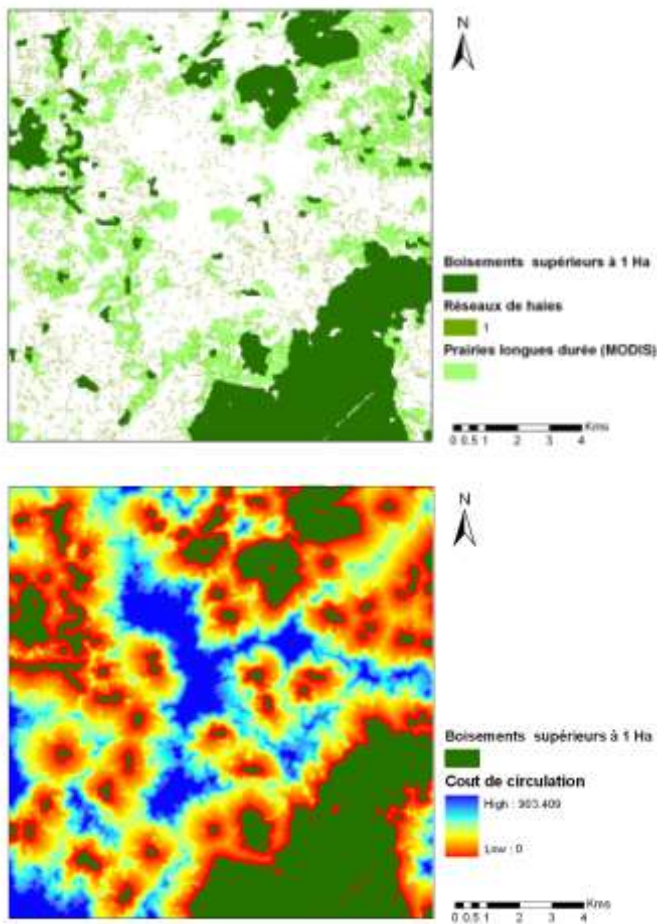 N
Boisements supérieurs à 1 Ha
Réseaux de haies
1
Prairies longues durée (MODIS)
Kms
0 0.5 1 2 3 4
N
Boisements supérieurs à 1 Ha
Cout de circulation
High : 303.409
Low : 0
Kms
0 0.5 1 2 3 4